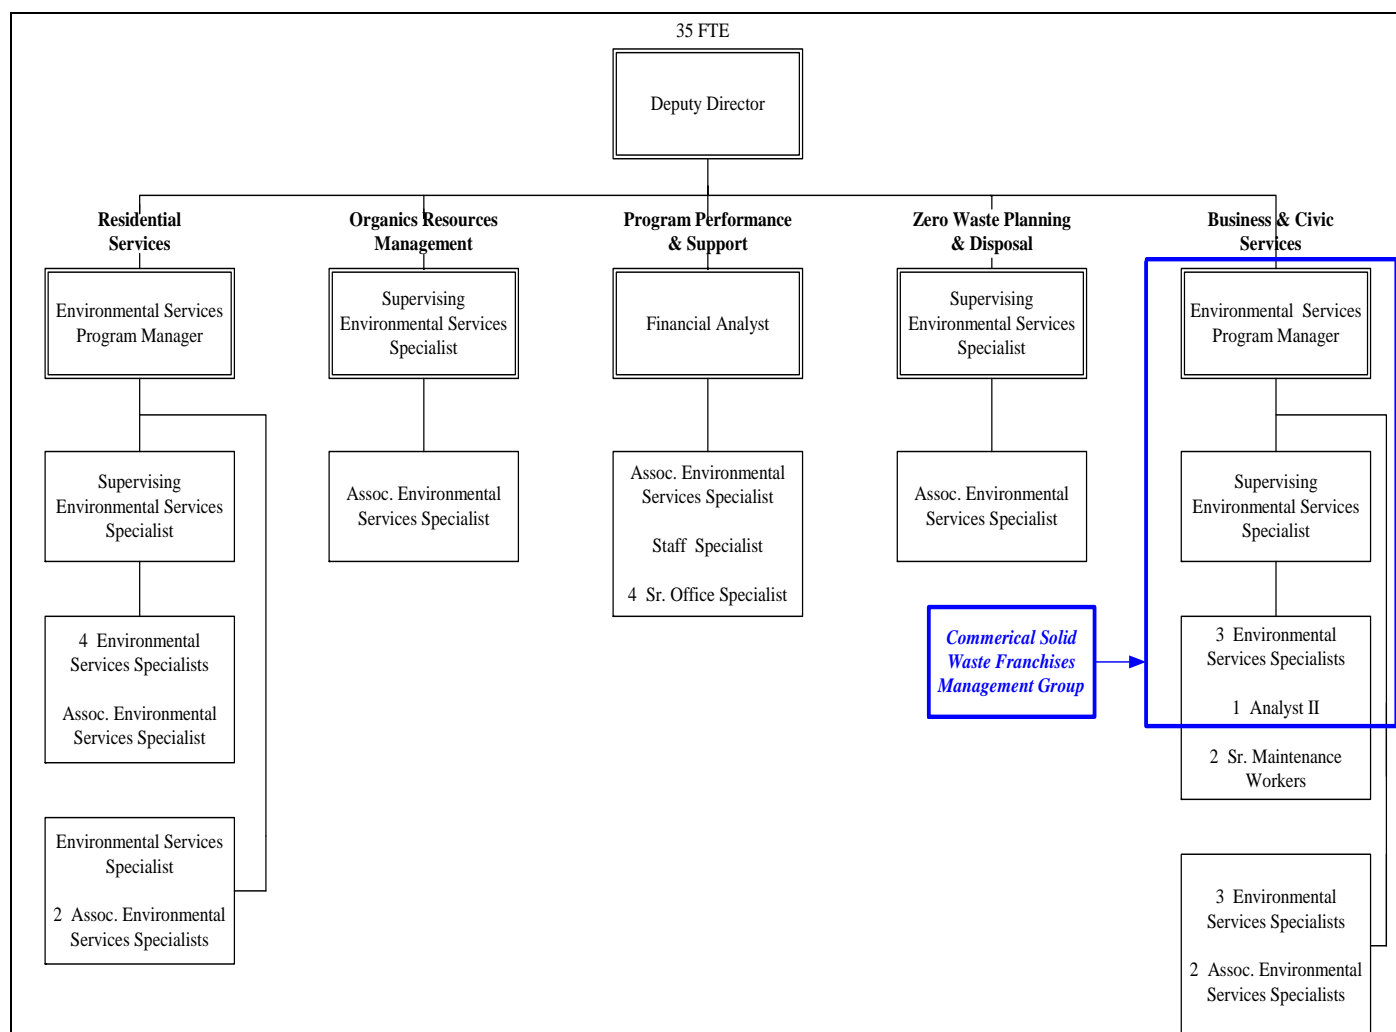 35 FTE
Deputy Director
Residential
Services
Organics Resources
Management
Program Performance
& Support
Zero Waste Planning
& Disposal
Business & Civic
Services
Environmental Services
Program Manager
Supervising
Environmental Services
Specialist
Financial Analyst
Supervising
Environmental Services
Specialist
Environmental Services
Program Manager
Supervising
Environmental Services
Specialist
Assoc. Environmental
Services Specialist
Assoc. Environmental
Services Specialist
Staff Specialist
4 Sr. Office Specialist
Assoc. Environmental
Services Specialist
Supervising
Environmental Services
Specialist
4 Environmental
Services Specialists
Assoc. Environmental
Services Specialist
Commerical Solid
Waste Franchises
Management Group
3 Environmental
Services Specialists
1 Analyst II
2 Sr. Maintenance
Workers
Environmental Services
Specialist
2 Assoc. Environmental
Services Specialists
3 Environmental
Services Specialists
2 Assoc. Environmental
Services Specialists